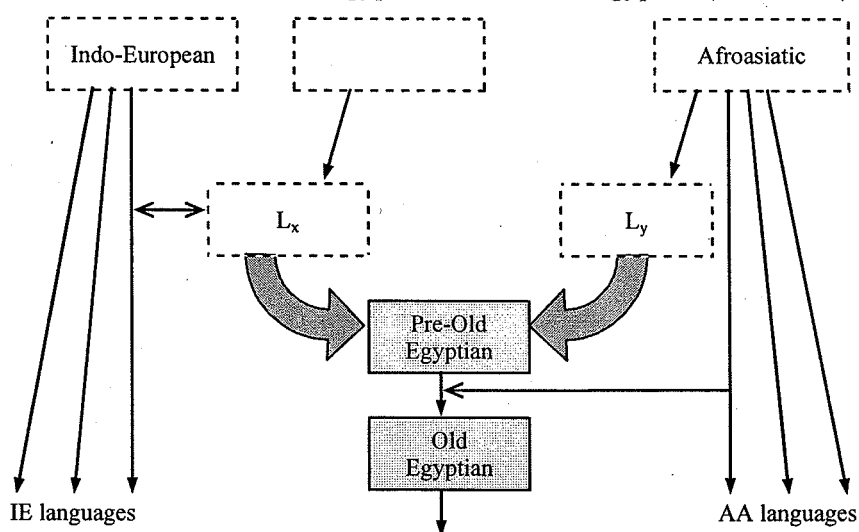 Indo-European
Afroasiatic
Lx
Ly
Pre-Old
Egyptian
Old
Egyptian
IE languages
AA languages